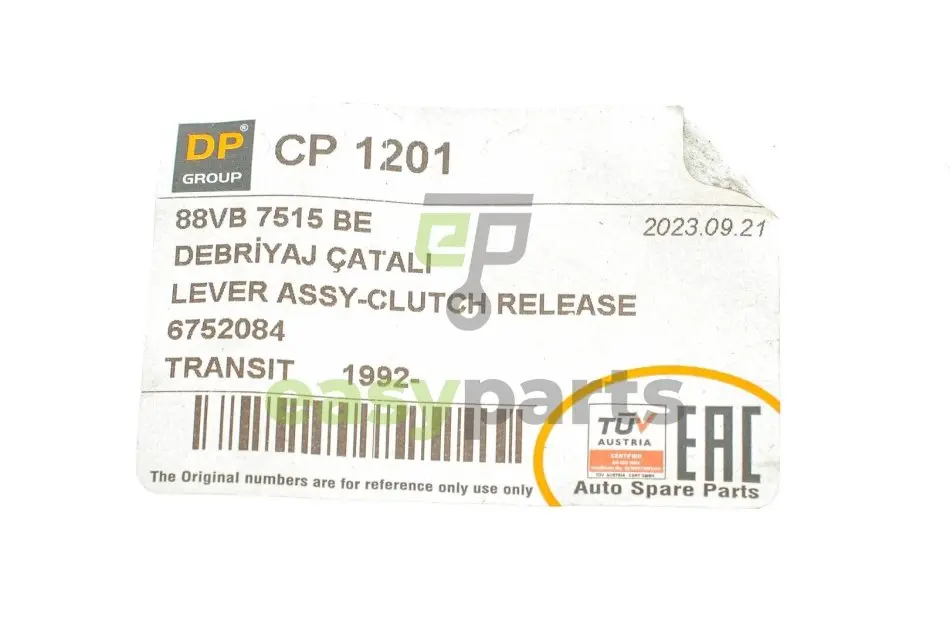 DP®
GROUP
CP 1201
88VB 7515 BE
2023.09.21
DEBRİYAJ ÇATALI
LEVER ASSY-CLUTCH RELEASE
6752084
TRANSIT 1992-
ep
easyparts
The Original numbers are for reference only use only
TÜV
AUSTRIA
CERTIFIED
EAC
Auto Spare Parts